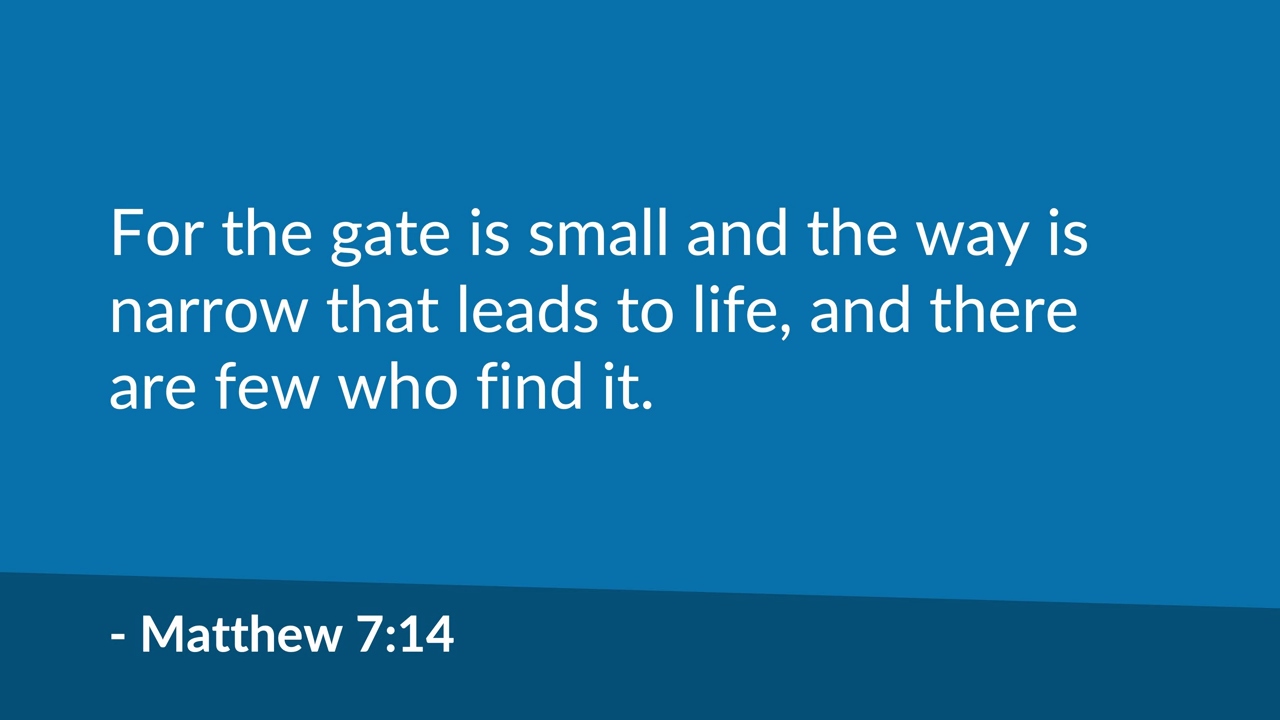 For the gate is small and the way is
narrow that leads to life, and there
are few who find it.
- Matthew 7:14